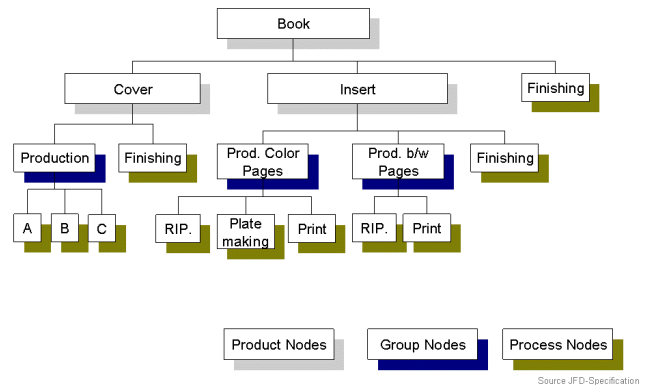 Book
Cover
Insert
Finishing
Production
Finishing
Prod. Color
Pages
Prod. b/w
Pages
Finishing
A
B
C
RIP.
Plate
making
Print
RIP.
Print
Product Nodes
Group Nodes
Process Nodes
Source JFD-Specification